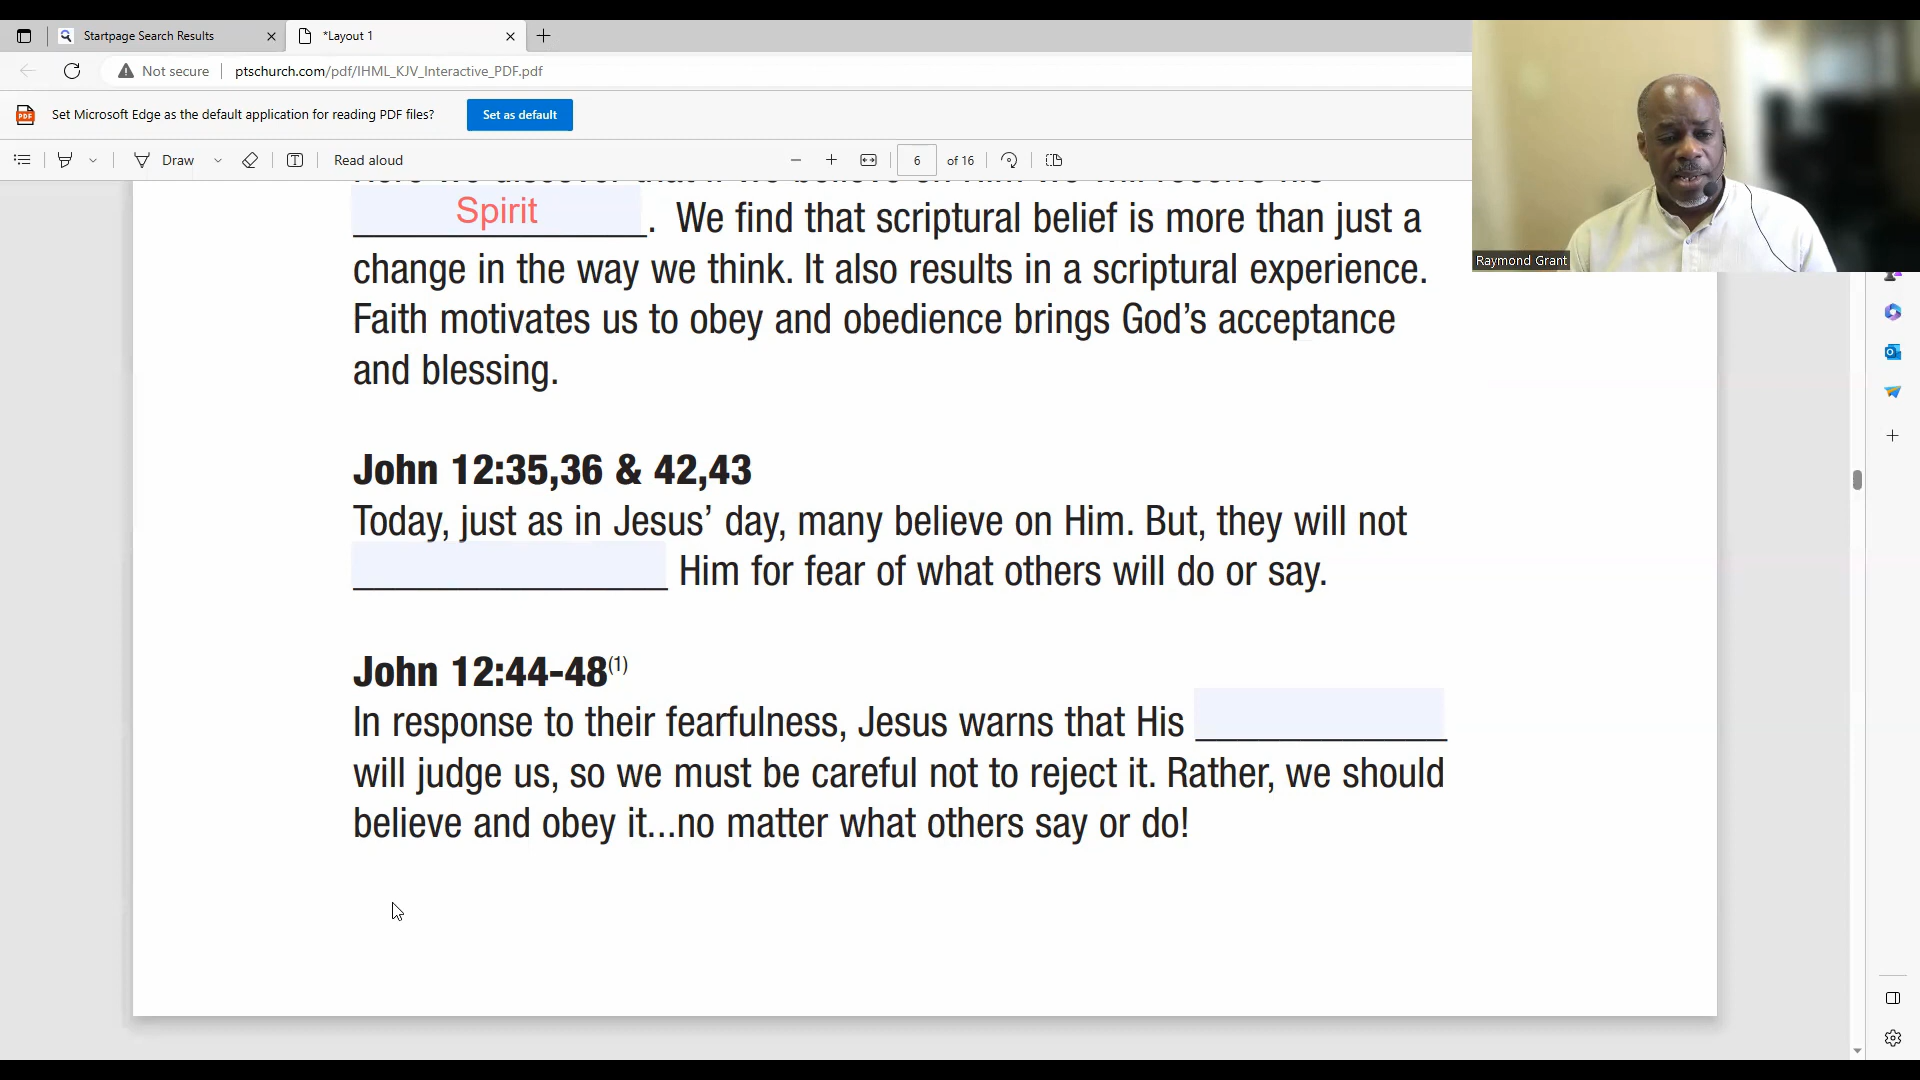 Startpage Search Results
*Layout 1
Not secure
ptschurch.com/pdf/IHML_KJV_Interactive_PDF.pdf
Set Microsoft Edge as the default application for reading PDF files?
Set as default
Draw
Read aloud
6
of 16
Raymond Grant
Spirit
. We find that scriptural belief is more than just a
change in the way we think. It also results in a scriptural experience.
Faith motivates us to obey and obedience brings God’s acceptance
and blessing.
John 12:35,36 & 42,43
Today, just as in Jesus’ day, many believe on Him. But, they will not
Him for fear of what others will do or say.
John 12:44-48(1)
In response to their fearfulness, Jesus warns that His
will judge us, so we must be careful not to reject it. Rather, we should
believe and obey it...no matter what others say or do!